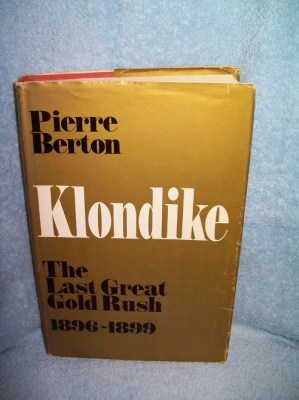 Pierre
Berton
Klondike
The
Last Great
Gold Rush
1896-1899